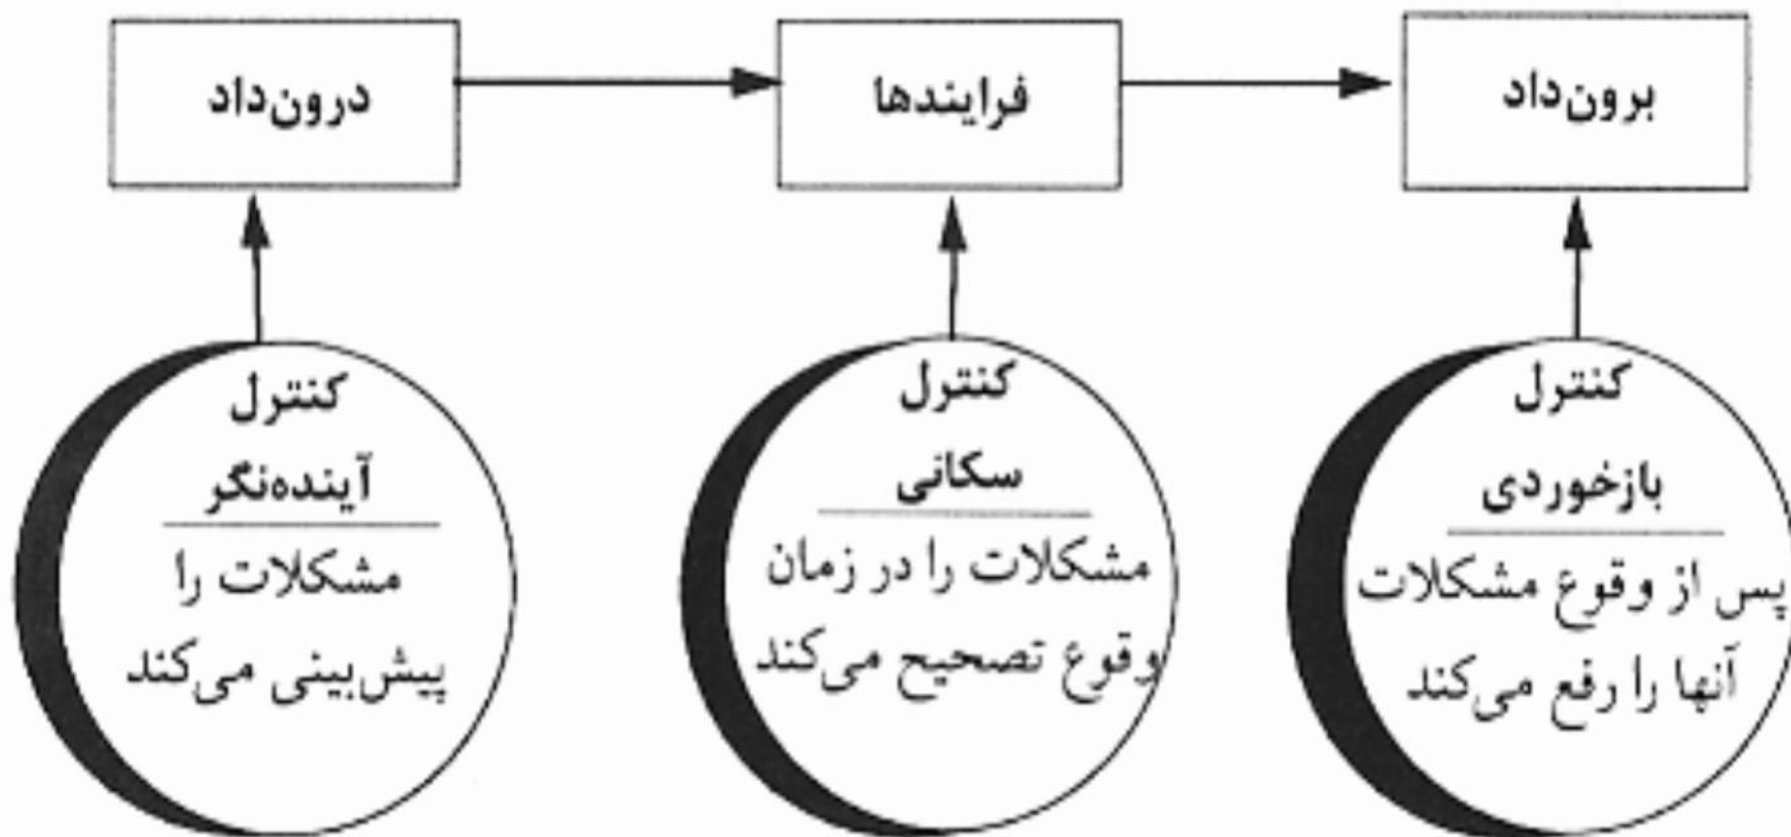 درون‌داد
فرایندها
برون‌داد
کنترل
آینده‌نگر
مشکلات را
پیش‌بینی می‌کند
کنترل
سکانی
مشکلات را در زمان
وقوع تصحیح می‌کند
کنترل
بازخوردی
پس از وقوع مشکلات
آنها را رفع می‌کند